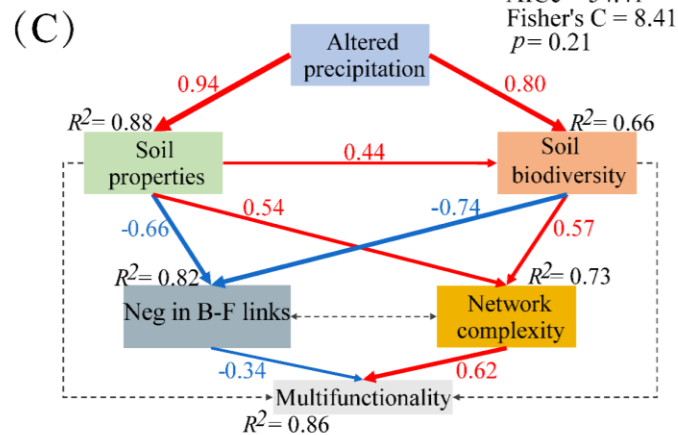 (C)
Fisher's C = 8.41
p= 0.21
Altered
precipitation
0.94
0.80
R²= 0.88
R²= 0.66
Soil
properties
0.44
Soil
biodiversity
-0.66
0.54
-0.74
0.57
R²= 0.82
R²= 0.73
Neg in B-F links
Network
complexity
-0.34
0.62
Multifunctionality
R²= 0.86